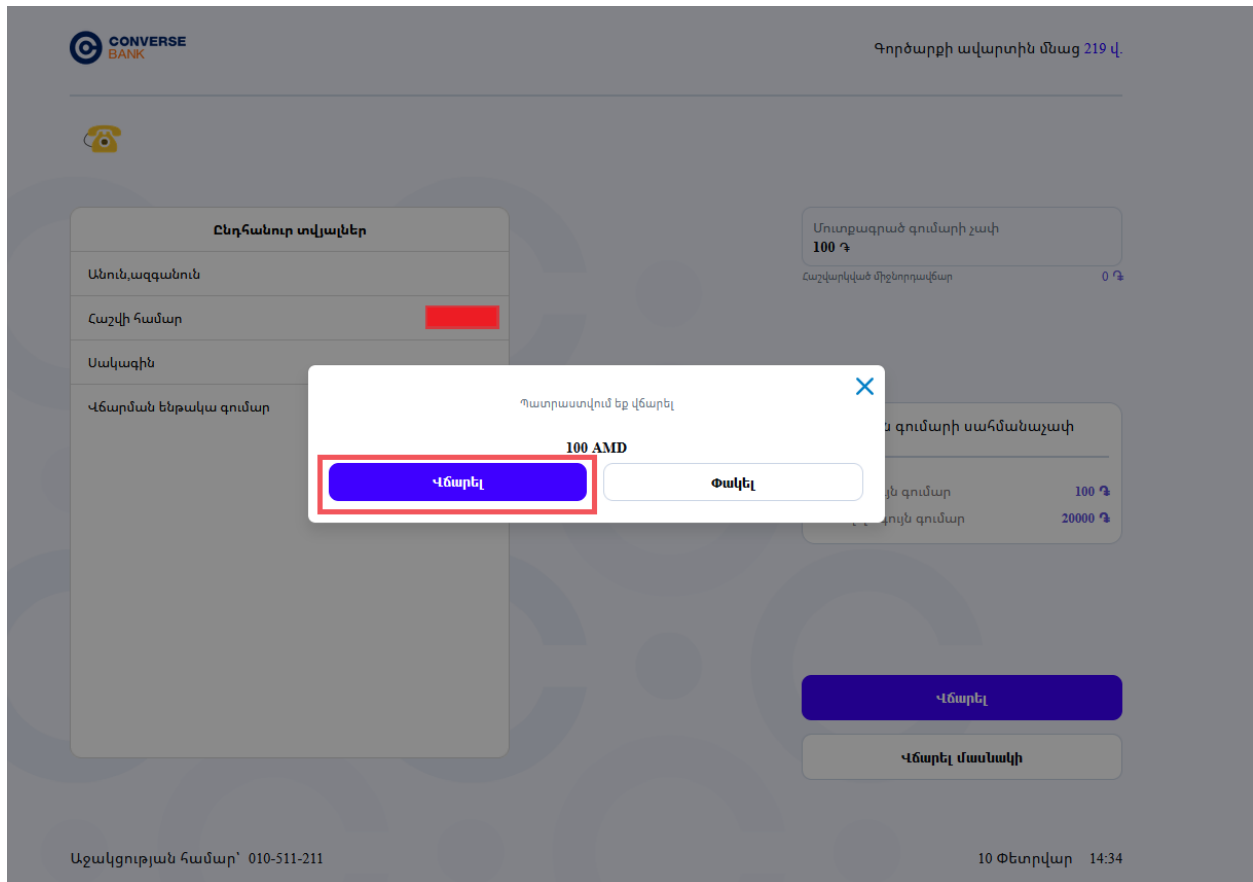 CONVERSE
BANK
Գործարքի ավարտին մնաց 219 վ.
Ընդհանուր տվյալներ
Անուն,ազգանուն
Հաշվի համար
Սակագին
Վճարման ենթակա գումար
Մուտքագրած գումարի չափ
100 ֏
Հաշվարկված միջնորդավճար 0 ֏
Պատրաստվում եք վճարել
100 AMD
Վճարել
Փակել
գումարի սահմանաչափ
գումար 100 ֏
գումար 20000 ֏
Վճարել
Վճարել մասնակի
Աջակցության համար՝ 010-511-211
10 Փետրվար 14:34